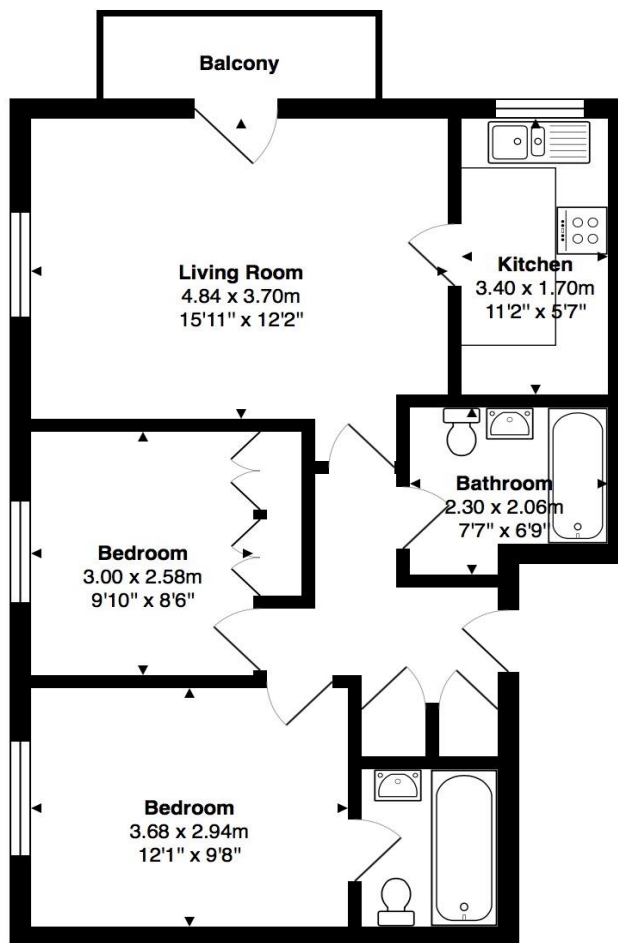 Balcony
Living Room
4.84 x 3.70m
15'11" x 12'2"
Kitchen
3.40 x 1.70m
11'2" x 5'7"
Bathroom
2.30 x 2.06m
7'7" x 6'9"
Bedroom
3.00 x 2.58m
9'10" x 8'6"
Bedroom
3.68 x 2.94m
12'1" x 9'8"